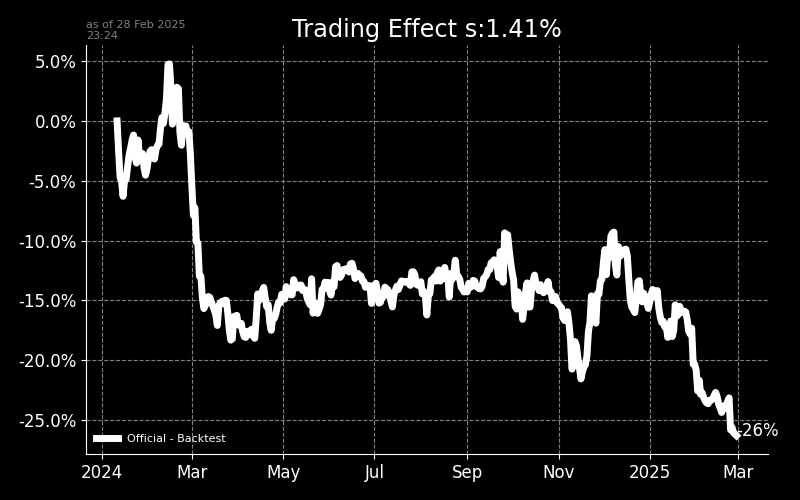 as of 28 Feb 2025
23:24
Trading Effect s:1.41%
5.0%
0.0%
-5.0%
-10.0%
-15.0%
-20.0%
-25.0%
-26%
Official - Backtest
2024 Mar May Jul Sep Nov 2025 Mar